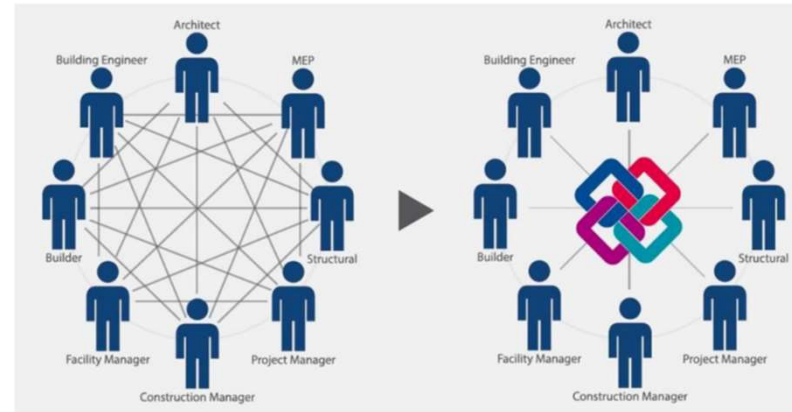 Architect
Building Engineer
MEP
Builder
Structural
Facility Manager
Project Manager
Construction Manager
Architect
Building Engineer
MEP
Builder
Structural
Facility Manager
Project Manager
Construction Manager